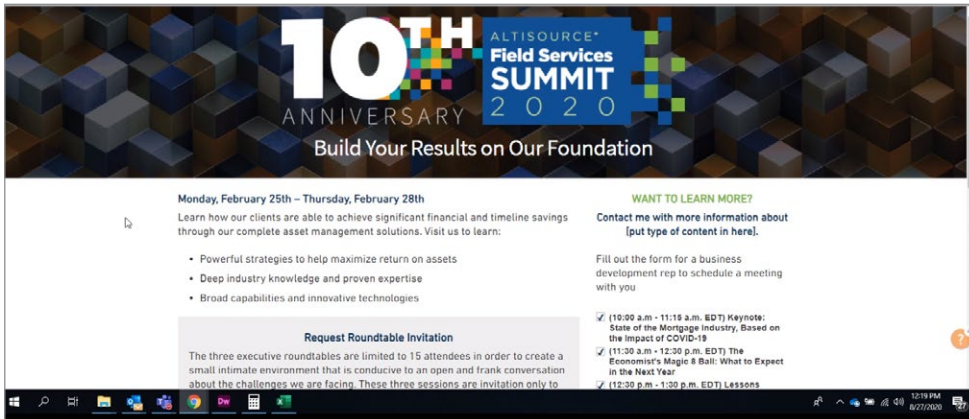 10TH
ANNIVERSARY
ALTISOURCE®
Field Services
SUMMIT
2020
Build Your Results on Our Foundation
Monday, February 25th – Thursday, February 28th
Learn how our clients are able to achieve significant financial and timeline savings
through our complete asset management solutions. Visit us to learn:
• Powerful strategies to help maximize return on assets
• Deep industry knowledge and proven expertise
• Broad capabilities and innovative technologies
Request Roundtable Invitation
The three executive roundtables are limited to 15 attendees in order to create a
small intimate environment that is conducive to an open and frank conversation
about the challenges we are facing. These three sessions are invitation only to
WANT TO LEARN MORE?
Contact me with more information about
[put type of content in here].
Fill out the form for a business
development rep to schedule a meeting
with you
(10:00 a.m - 11:15 a.m. EDT) Keynote:
State of the Mortgage Industry, Based on
the Impact of COVID-19
(11:30 a.m - 12:30 p.m. EDT) The
Economist's Magic 8 Ball: What to Expect
in the Next Year
(12:30 p.m - 1:30 p.m. EDT) Lessons
?
Dw
12:19 PM
8/27/2020